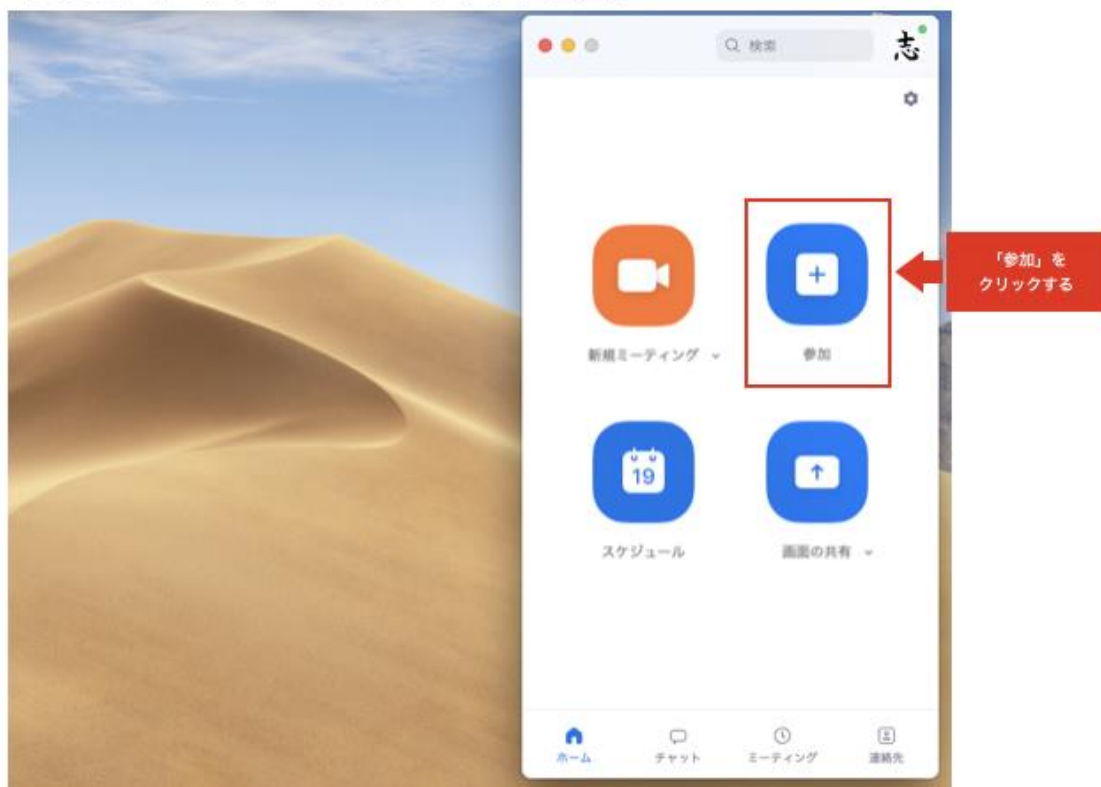 検索
志
「参加」を
クリックする
新規ミーティング
参加
19
スケジュール
画面の共有
ホーム
チャット
ミーティング
連絡先